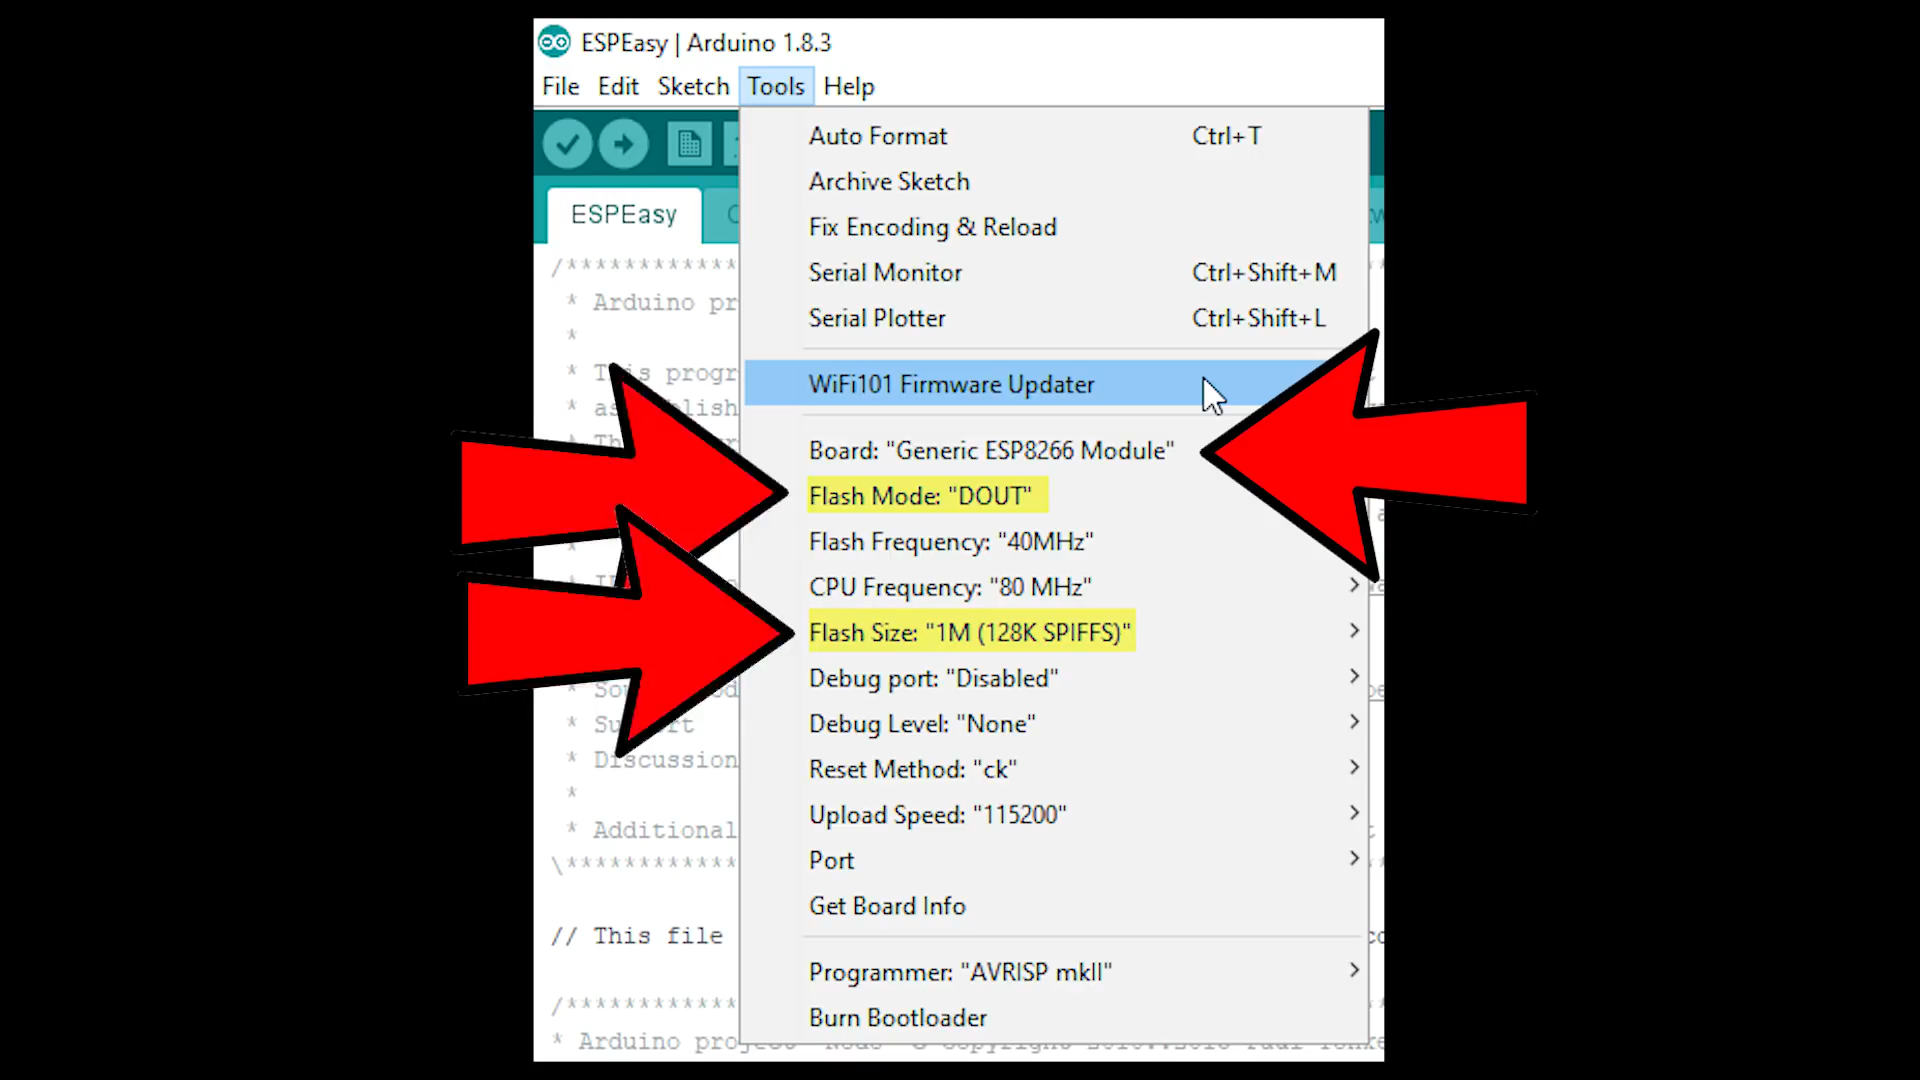 ESPEasy | Arduino 1.8.3
File Edit Sketch Tools Help
Auto Format Ctrl+T
Archive Sketch
ESPEasy
Fix Encoding & Reload
/************
Serial Monitor Ctrl+Shift+M
* Arduino
Serial Plotter Ctrl+Shift+L
*
*
WiFi101 Firmware Updater
*
*
Board: "Generic ESP8266 Module"
Flash Mode: "DOUT"
Flash Frequency: "40MHz"
CPU Frequency: "80 MHz"
*
Flash Size: "1M (128K SPIFFS)"
Debug port: "Disabled"
*
Debug Level: "None"
*
* Discussion
Reset Method: "ck"
*
Upload Speed: "115200"
* Additional
Port
\************
Get Board Info
// This file
Programmer: "AVRISP mkII"
/************
Burn Bootloader
* Arduino